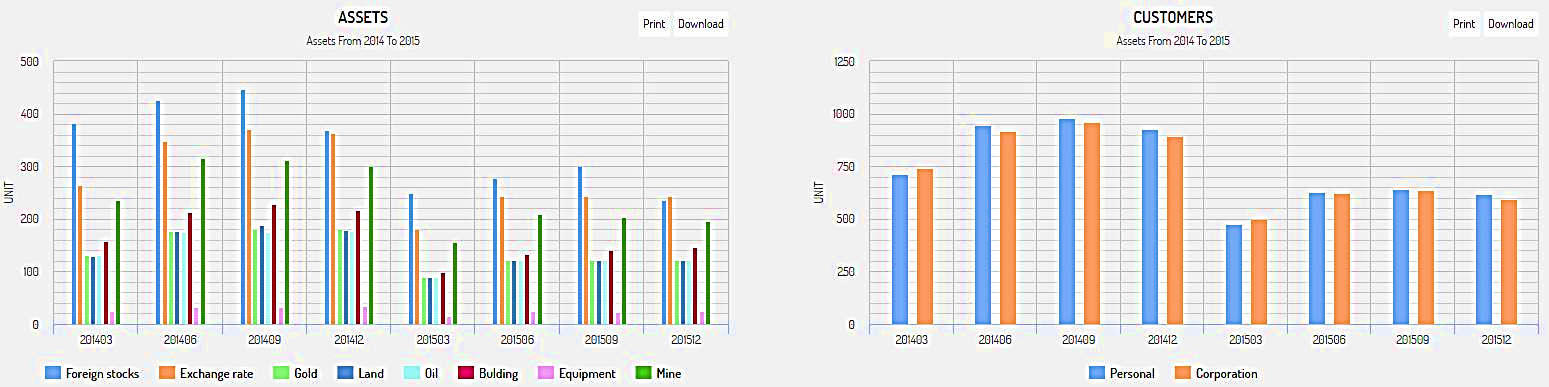 ASSETS
Print Download
Assets From 2014 To 2015
500
400
300
200
100
0
UNIT
201403 201406 201409 201412 201503 201506 201509 201512
Foreign stocks Exchange rate Gold Land Oil Bulding Equipment Mine
CUSTOMERS
Print Download
Assets From 2014 To 2015
1250
1000
750
500
250
0
UNIT
201403 201406 201409 201412 201503 201506 201509 201512
Personal Corporation